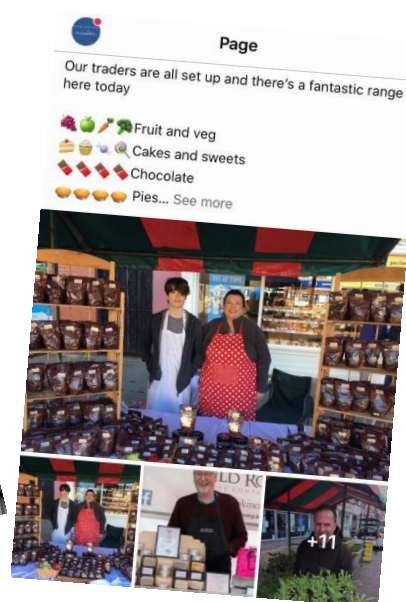 Page
Our traders are all set up and there's a fantastic range
here today
🍇🍏🥕🥦Fruit and veg
🍰🧁🍬🍭Cakes and sweets
🍫🍫🍫🍫Chocolate
🥧🥧🥧🥧 Pies... See more
+11